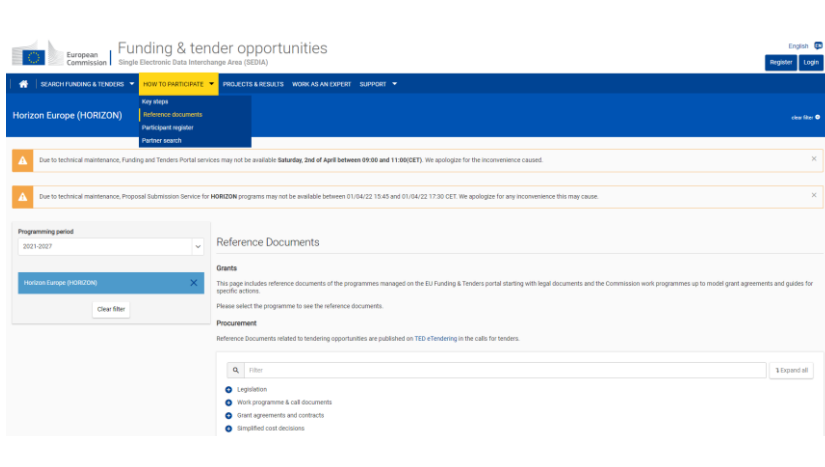 European
Commission
Funding & tender opportunities
Single Electronic Data Interchange Area (SEDIA)
English EN
Register Login
SEARCH FUNDING & TENDERS HOW TO PARTICIPATE PROJECTS & RESULTS WORK AS AN EXPERT SUPPORT
Key steps
Horizon Europe (HORIZON) Reference documents clear filter
Participant register
Partner search
Due to technical maintenance, Funding and Tenders Portal services may not be available Saturday, 2nd of April between 09:00 and 11:00(CET). We apologize for the inconvenience caused.
Due to technical maintenance, Proposal Submission Service for HORIZON programs may not be available between 01/04/22 15:45 and 01/04/22 17:30 CET. We apologize for any inconvenience this may cause.
Programming period
2021-2027
Horizon Europe (HORIZON)
Clear filter
Reference Documents
Grants
This page includes reference documents of the programmes managed on the EU Funding & Tenders portal starting with legal documents and the Commission work programmes up to model grant agreements and guides for
specific actions.
Please select the programme to see the reference documents.
Procurement
Reference Documents related to tendering opportunities are published on TED eTendering in the calls for tenders.
Filter
Expand all
Legislation
Work programme & call documents
Grant agreements and contracts
Simplified cost decisions